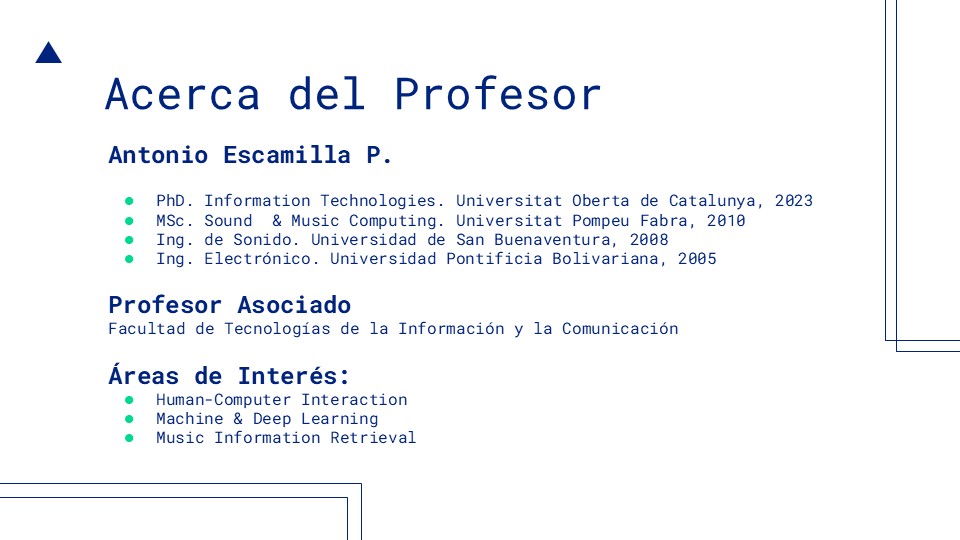 Acerca del Profesor
Antonio Escamilla P.
PhD. Information Technologies. Universitat Oberta de Catalunya, 2023
MSc. Sound  & Music Computing. Universitat Pompeu Fabra, 2010
Ing. de Sonido. Universidad de San Buenaventura, 2008
Ing. Electrónico. Universidad Pontificia Bolivariana, 2005
Profesor Asociado
Facultad de Tecnologías de la Información y la Comunicación
Áreas de Interés:
Human-Computer Interaction
Machine & Deep Learning
Music Information Retrieval